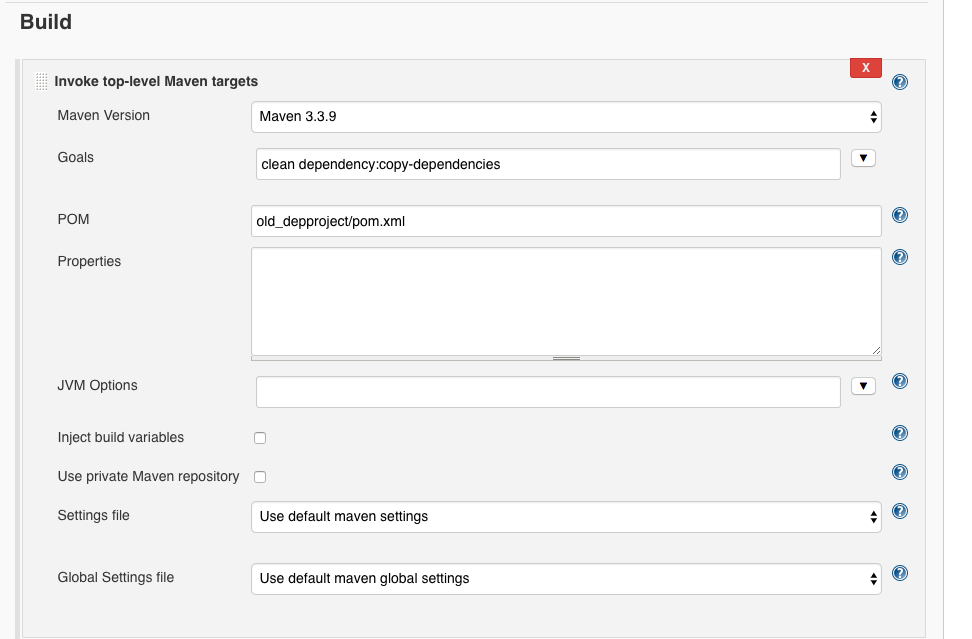 Build
Invoke top-level Maven targets
X
Maven Version
Maven 3.3.9
Goals
clean dependency:copy-dependencies
POM
old_depproject/pom.xml
Properties
JVM Options
Inject build variables
Use private Maven repository
Settings file
Use default maven settings
Global Settings file
Use default maven global settings